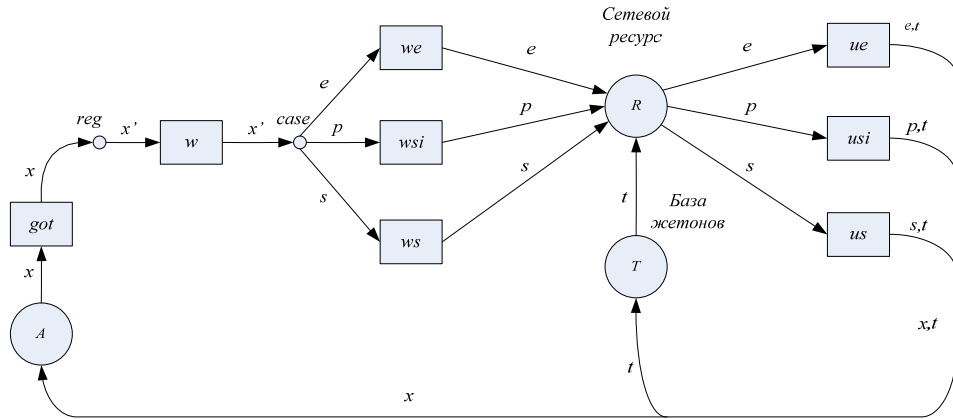 Сетевой
ресурс
we
e
e
e
ue
e,t
R
reg
x'
w
x'
case
p
wsi
p
p
usi
p,t
x
s
s
s
got
t
База
жетонов
ws
us
s,t
x
T
A
x,t
t
x